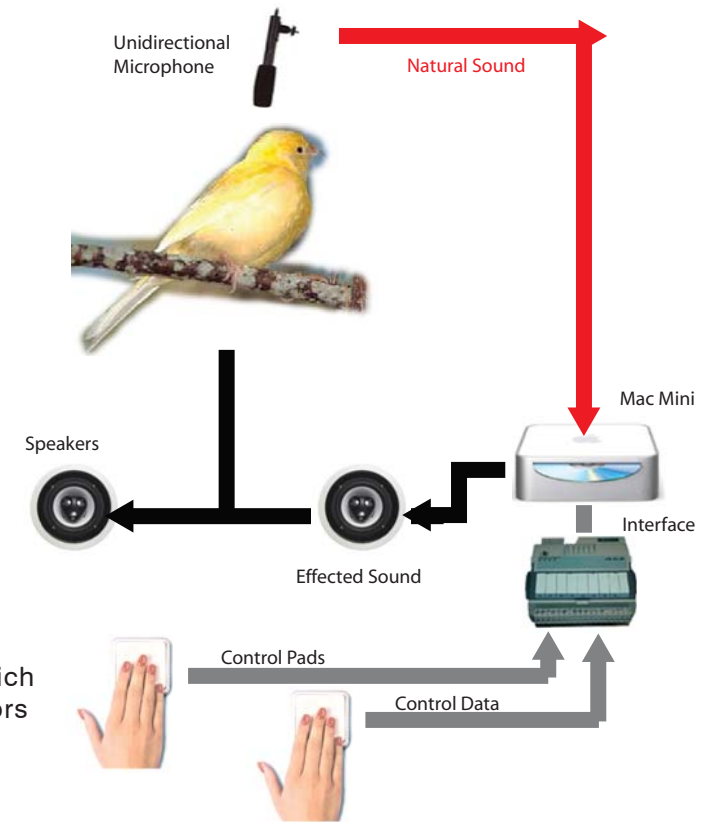 Unidirectional
Microphone
Natural Sound
Mac Mini
Speakers
Interface
Effected Sound
Control Pads
Control Data